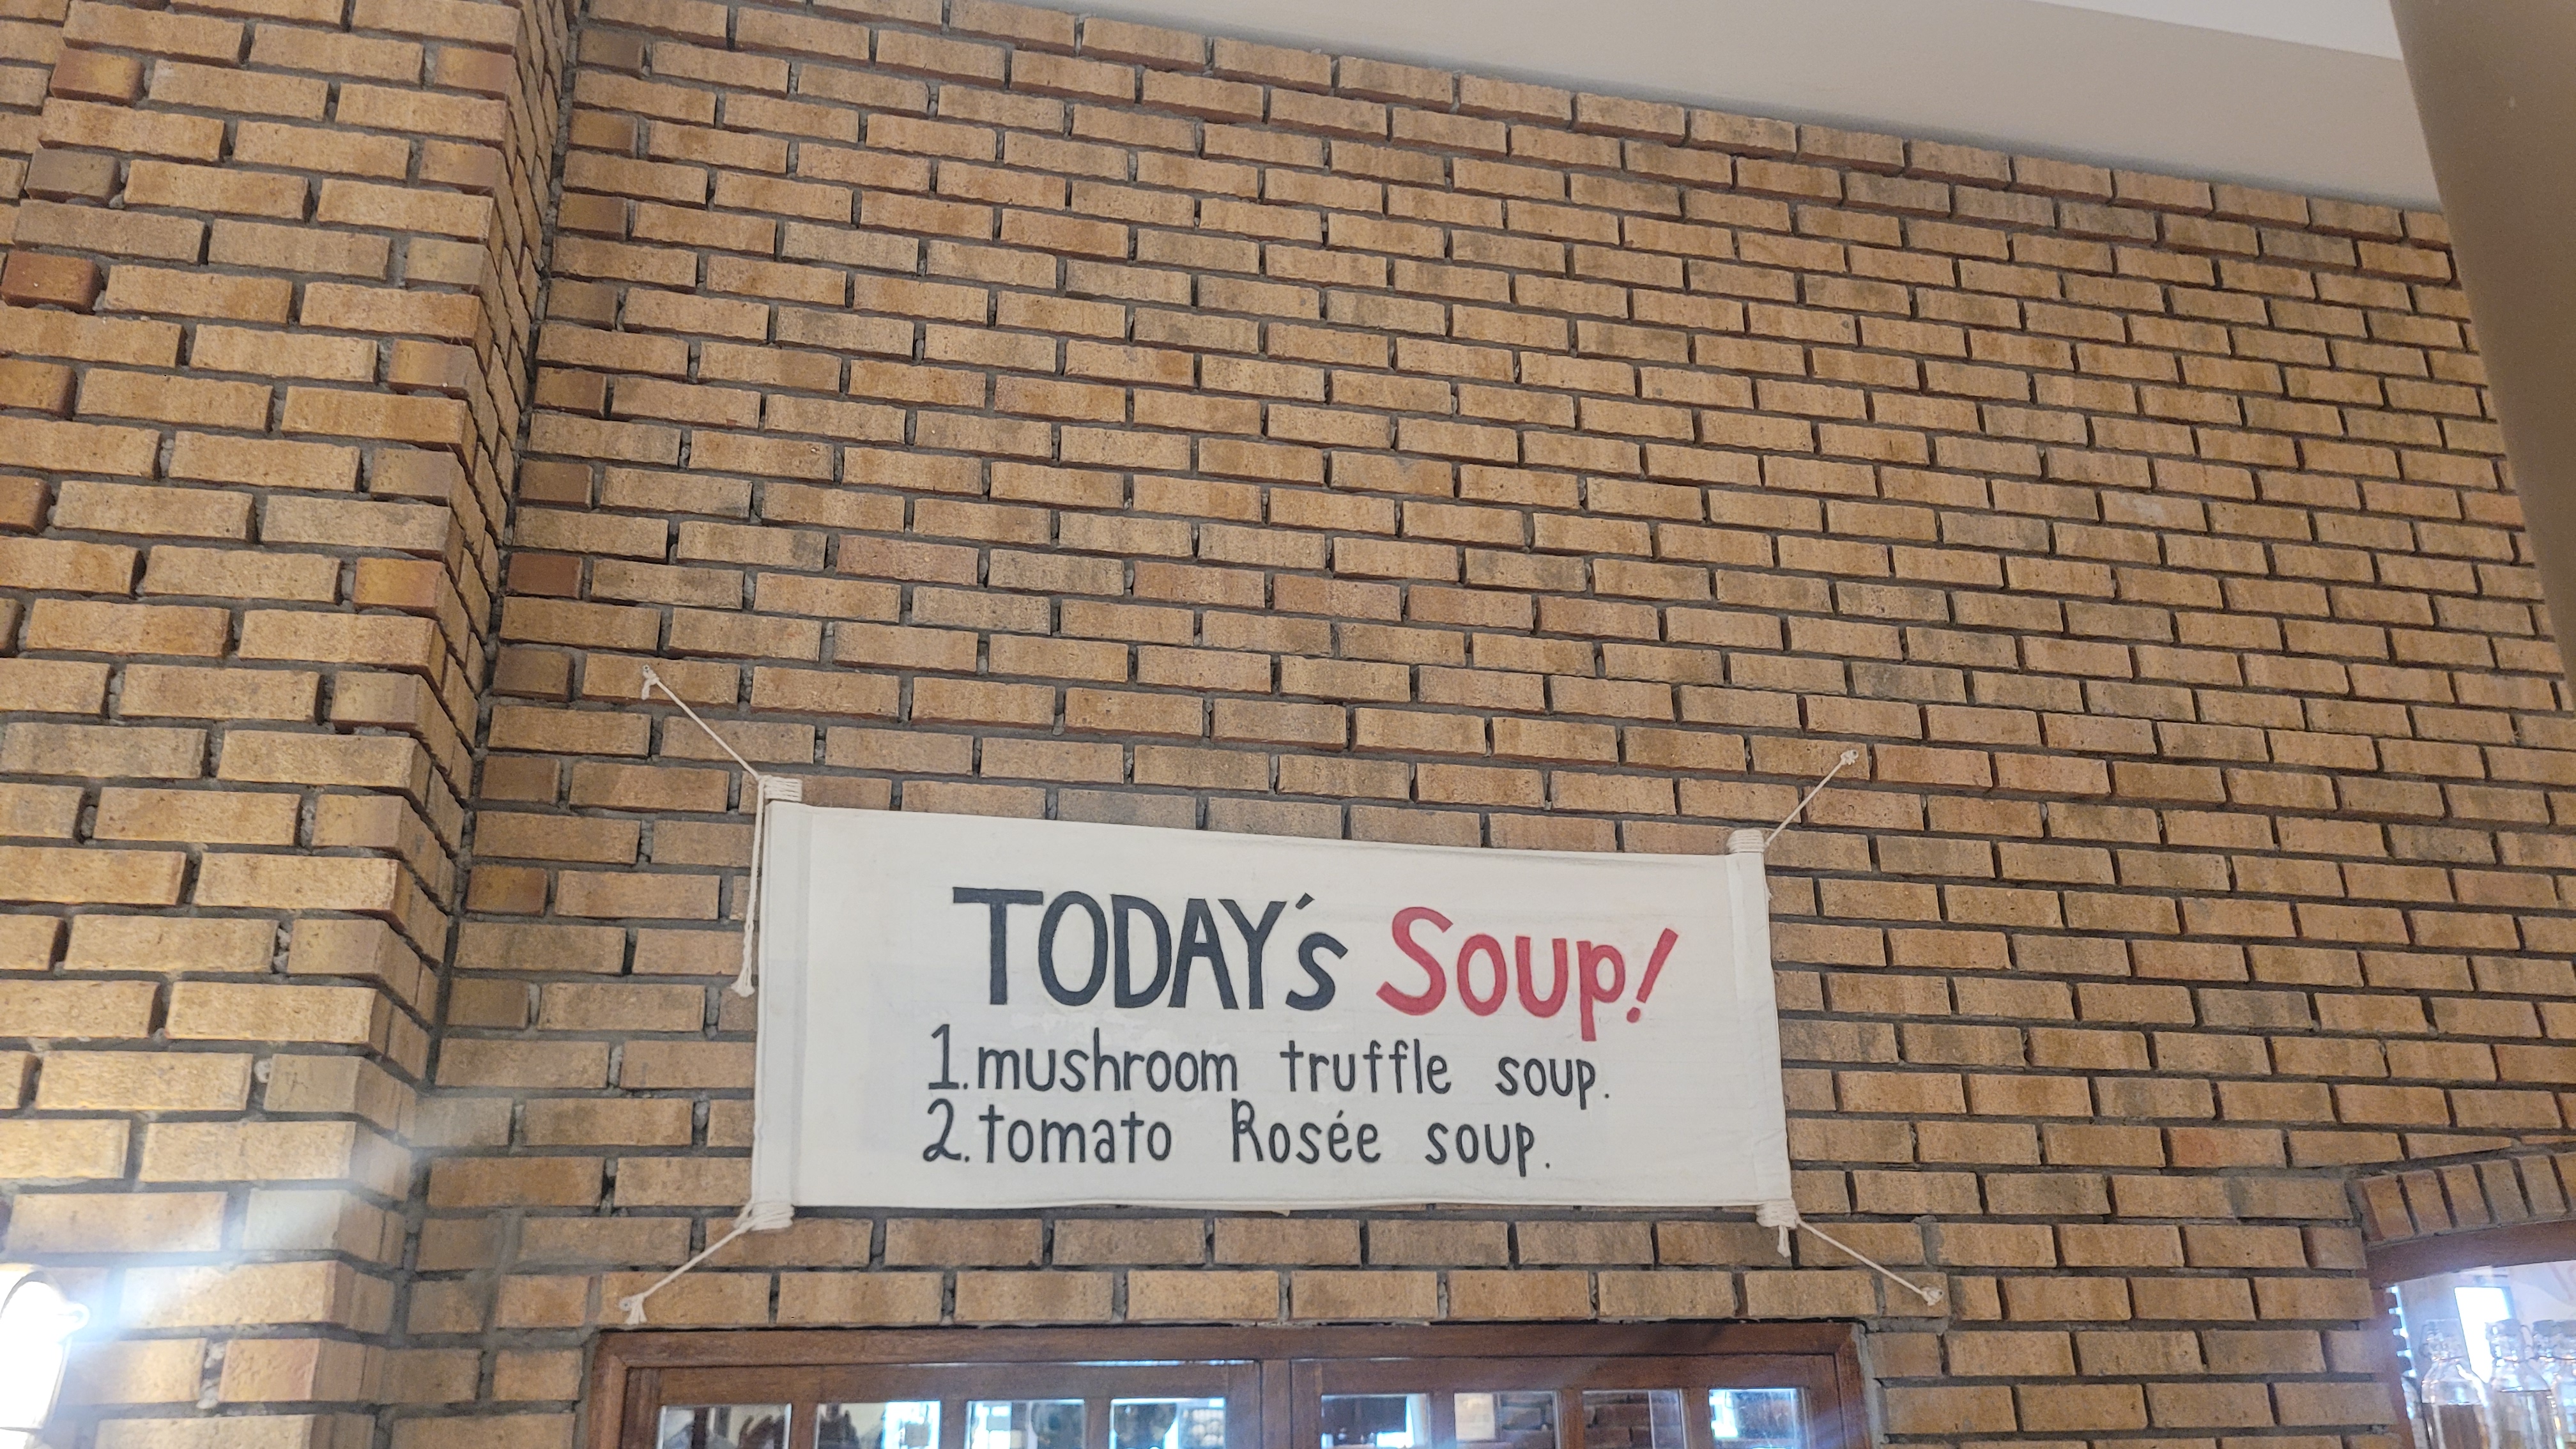 TODAY's Soup!
1.mushroom truffle soup.
2.tomato Rosée soup.